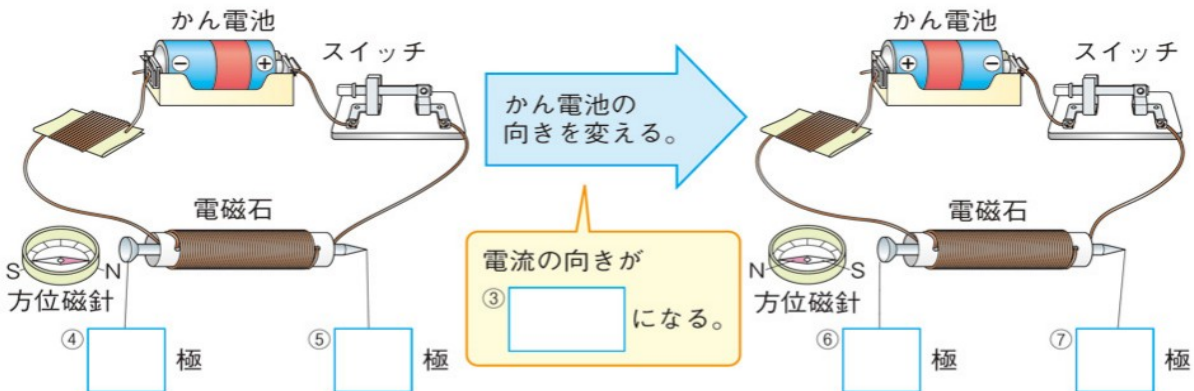 かん電池
− +
スイッチ
電磁石
S N
方位磁針
④ 極
⑤ 極
かん電池の
向きを変える。
電流の向きが
③ になる。
かん電池
+ −
スイッチ
電磁石
N S
方位磁針
⑥ 極
⑦ 極